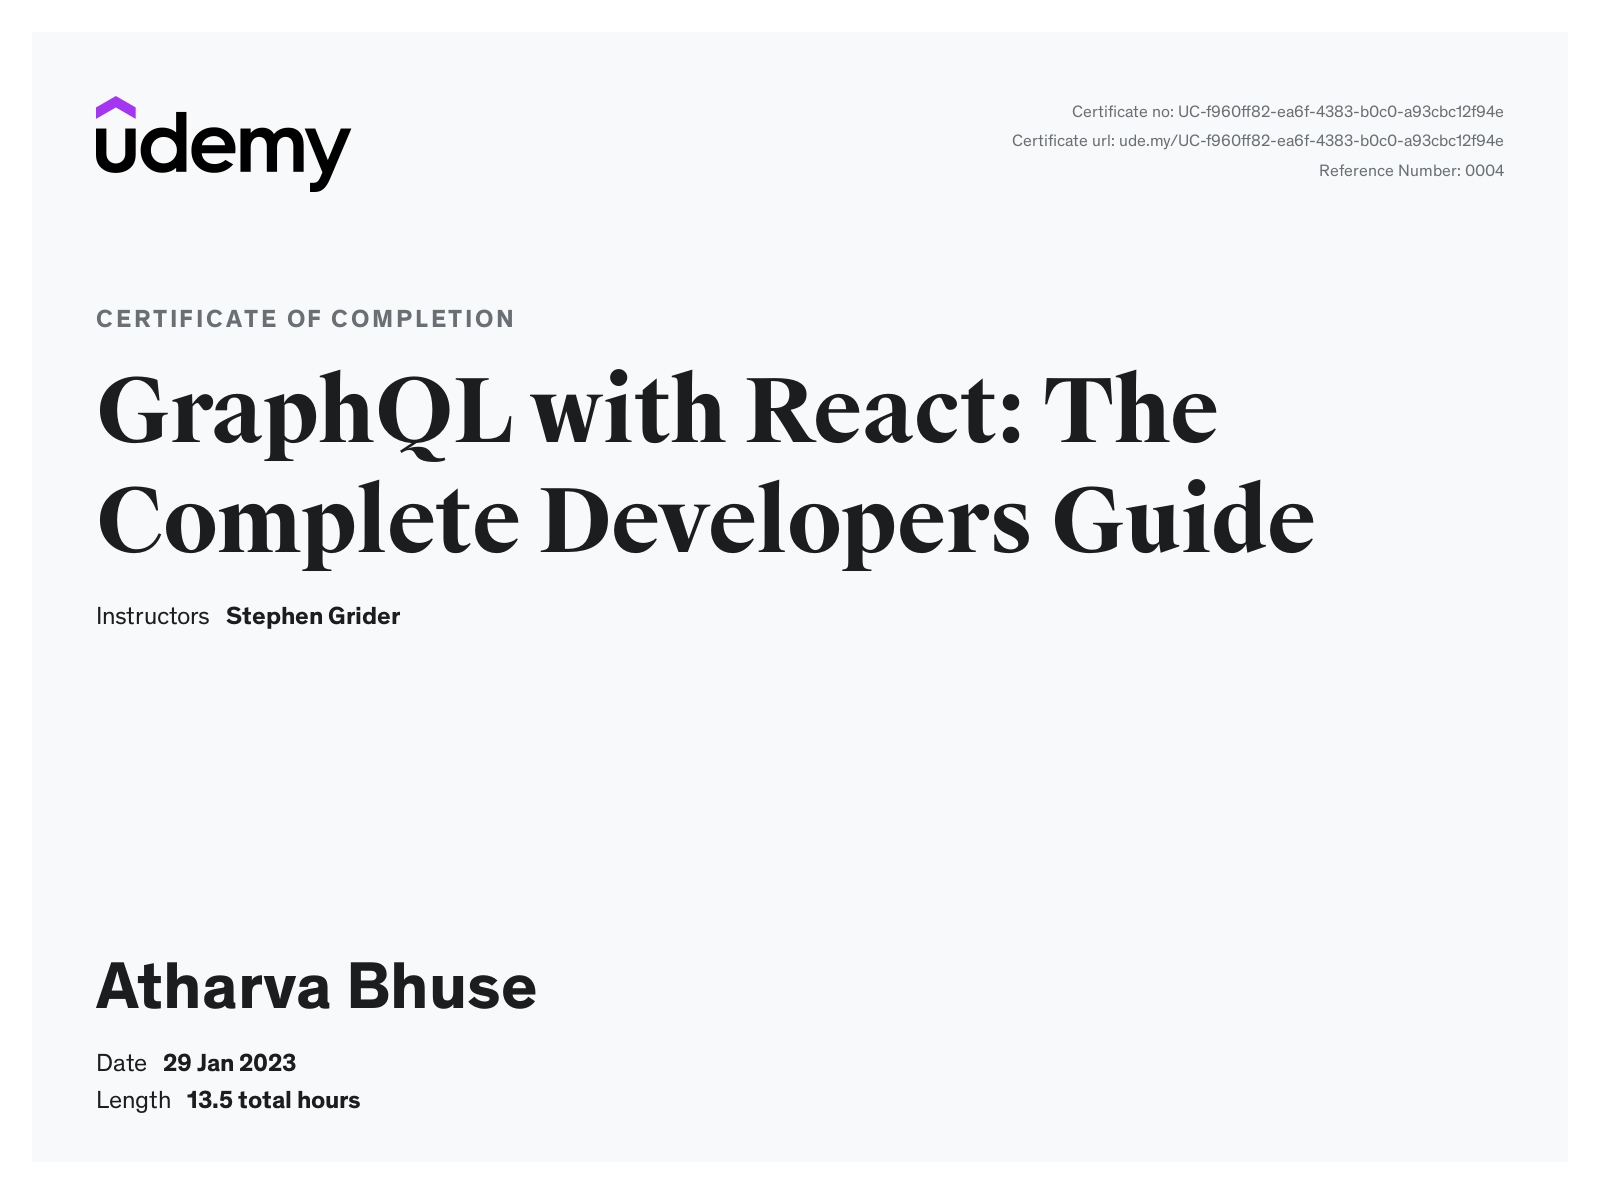 udemy
Certificate no: UC-f960ff82-ea6f-4383-b0c0-a93cbc12f94e
Certificate url: ude.my/UC-f960ff82-ea6f-4383-b0c0-a93cbc12f94e
Reference Number: 0004
CERTIFICATE OF COMPLETION
GraphQL with React: The
Complete Developers Guide
Instructors Stephen Grider
Atharva Bhuse
Date 29 Jan 2023
Length 13.5 total hours